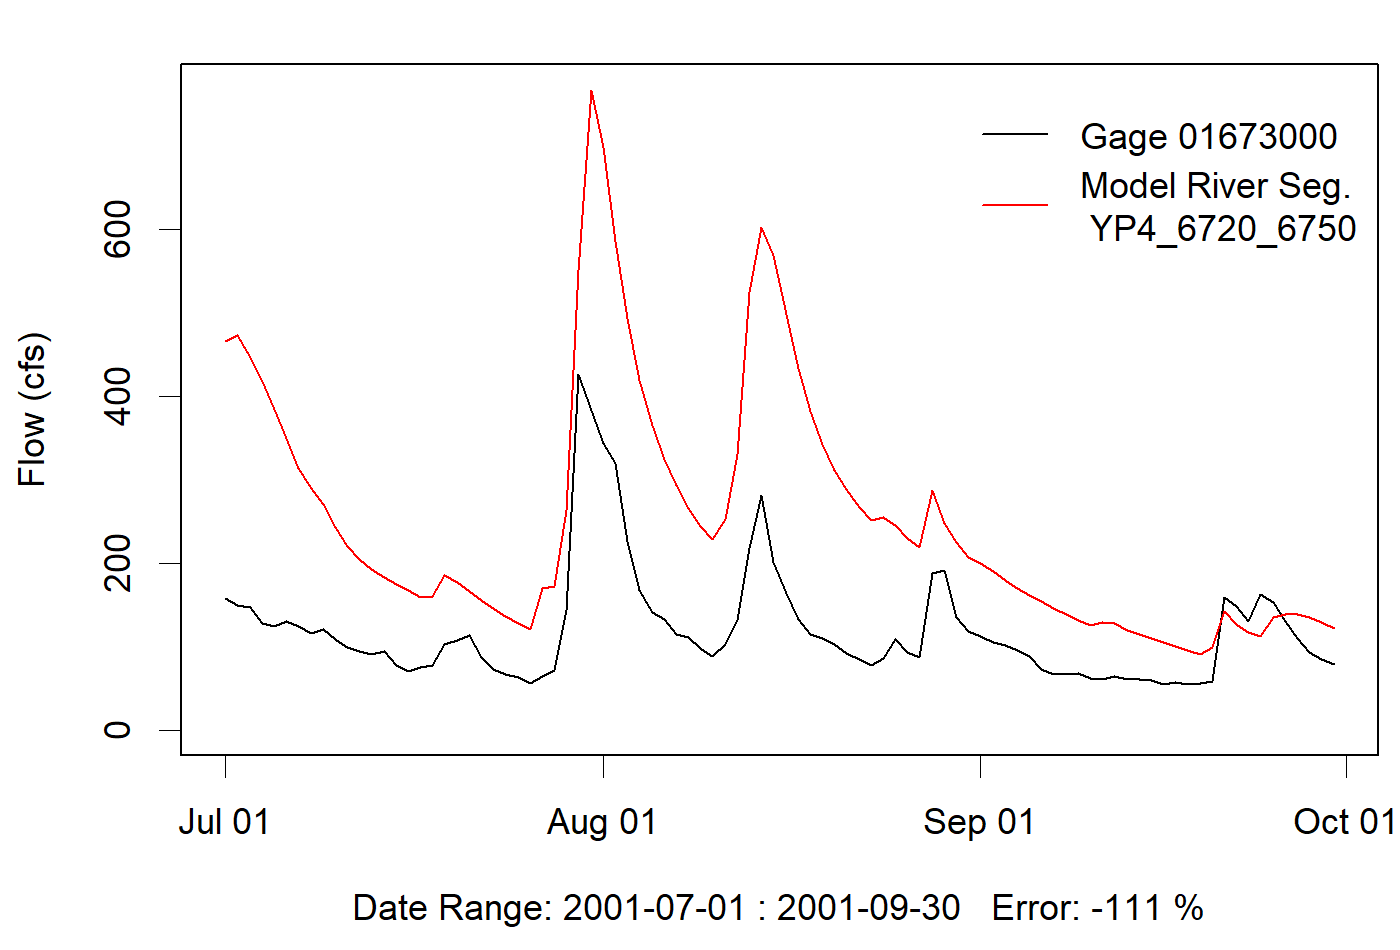 Gage 01673000
Model River Seg.
YP4_6720_6750
Flow (cfs)
600
400
200
0
Jul 01
Aug 01
Sep 01
Oct 01
Date Range: 2001-07-01 : 2001-09-30 Error: -111 %